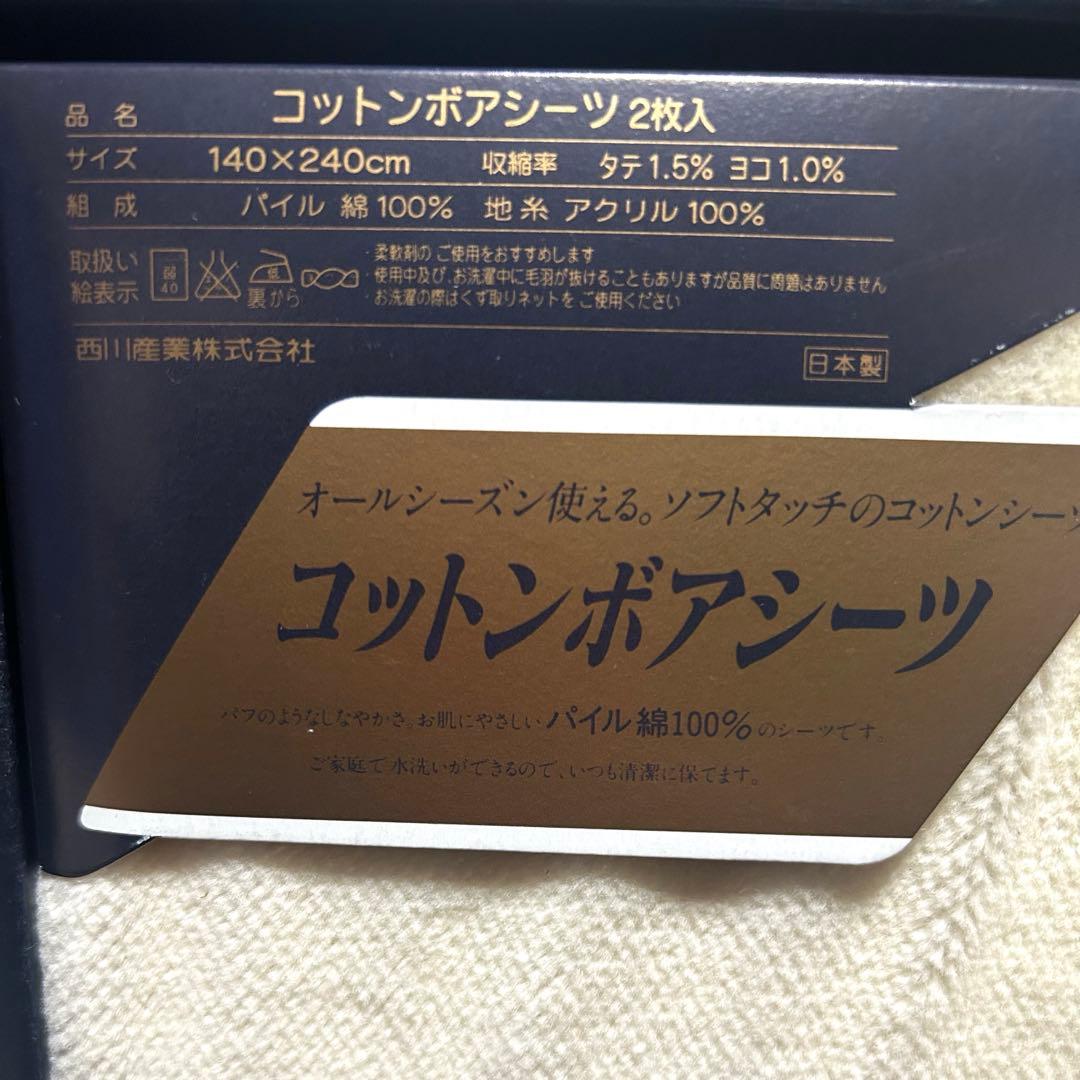 品名 コットンボアシーツ 2枚入
サイズ 140×240cm 収縮率 タテ1.5% ヨコ1.0%
組成 パイル 綿100% 地糸 アクリル100%
取扱い絵表示 弱 40 低 裏から
・柔軟剤の ご使用をおすすめします
・使用中及び、お洗濯中に毛羽が抜けることもありますが品質に問題はありません
お洗濯の際はくず取りネットを ご使用ください
西川産業株式会社 日本製
オールシーズン使える。ソフトタッチのコットンシーツ
コットンボアシーツ
パフのようなしなやかさ。お肌にやさしいパイル綿100%のシーツです。
ご家庭で水洗いができるので、いつも清潔に保てます。